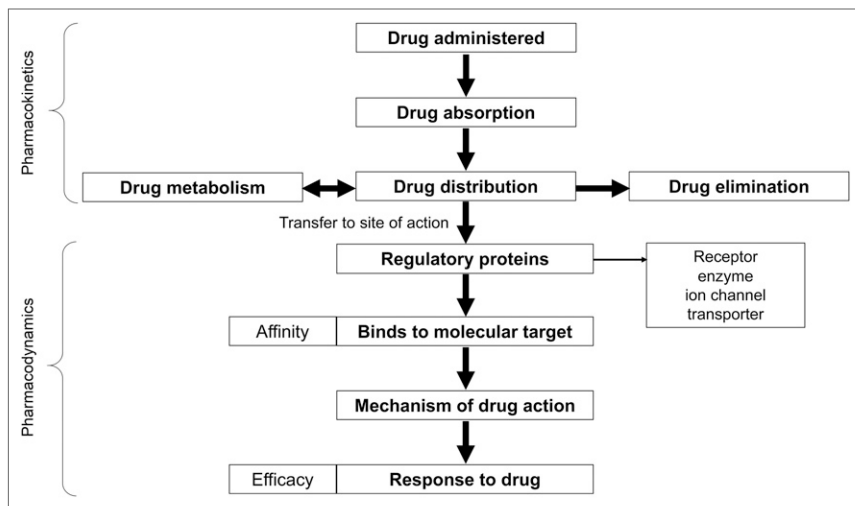 Pharmacokinetics
Drug administered
Drug absorption
Drug metabolism
Drug distribution
Drug elimination
Transfer to site of action
Pharmacodynamics
Regulatory proteins
Receptor
enzyme
ion channel
transporter
Affinity
Binds to molecular target
Mechanism of drug action
Efficacy
Response to drug